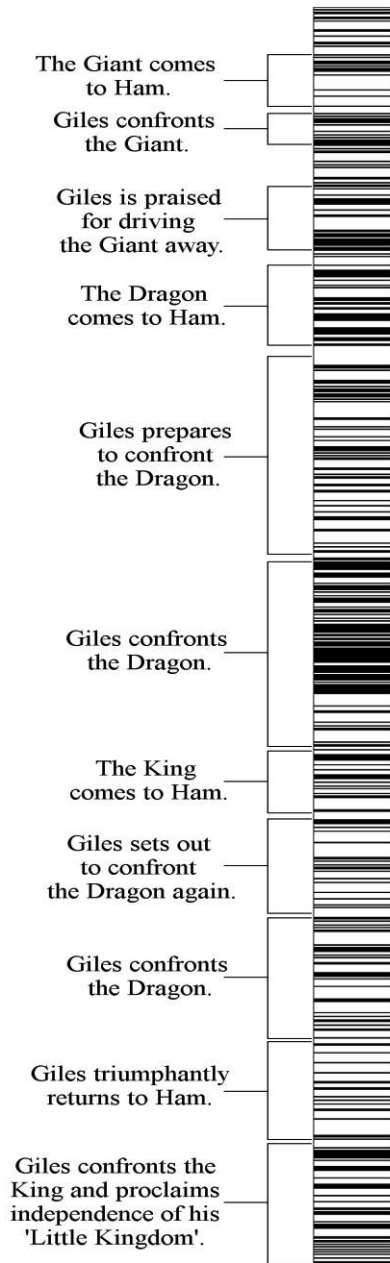 The Giant comes
to Ham.
Giles confronts
the Giant.
Giles is praised
for driving
the Giant away.
The Dragon
comes to Ham.
Giles prepares
to confront
the Dragon.
Giles confronts
the Dragon.
The King
comes to Ham.
Giles sets out
to confront
the Dragon again.
Giles confronts
the Dragon.
Giles triumphantly
returns to Ham.
Giles confronts the
King and proclaims
independence of his
'Little Kingdom'.